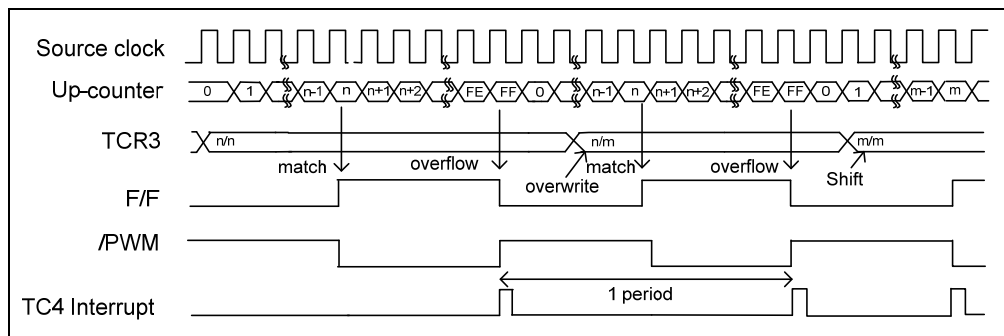 Source clock
Up-counter 0 1 n-1 n n+1 n+2 FE FF 0 n-1 n n+1 n+2 FE FF 0 1 m-1 m
TCR3 n/n n/m m/m
match overflow overwrite match overflow Shift
F/F
/PWM
1 period
TC4 Interrupt